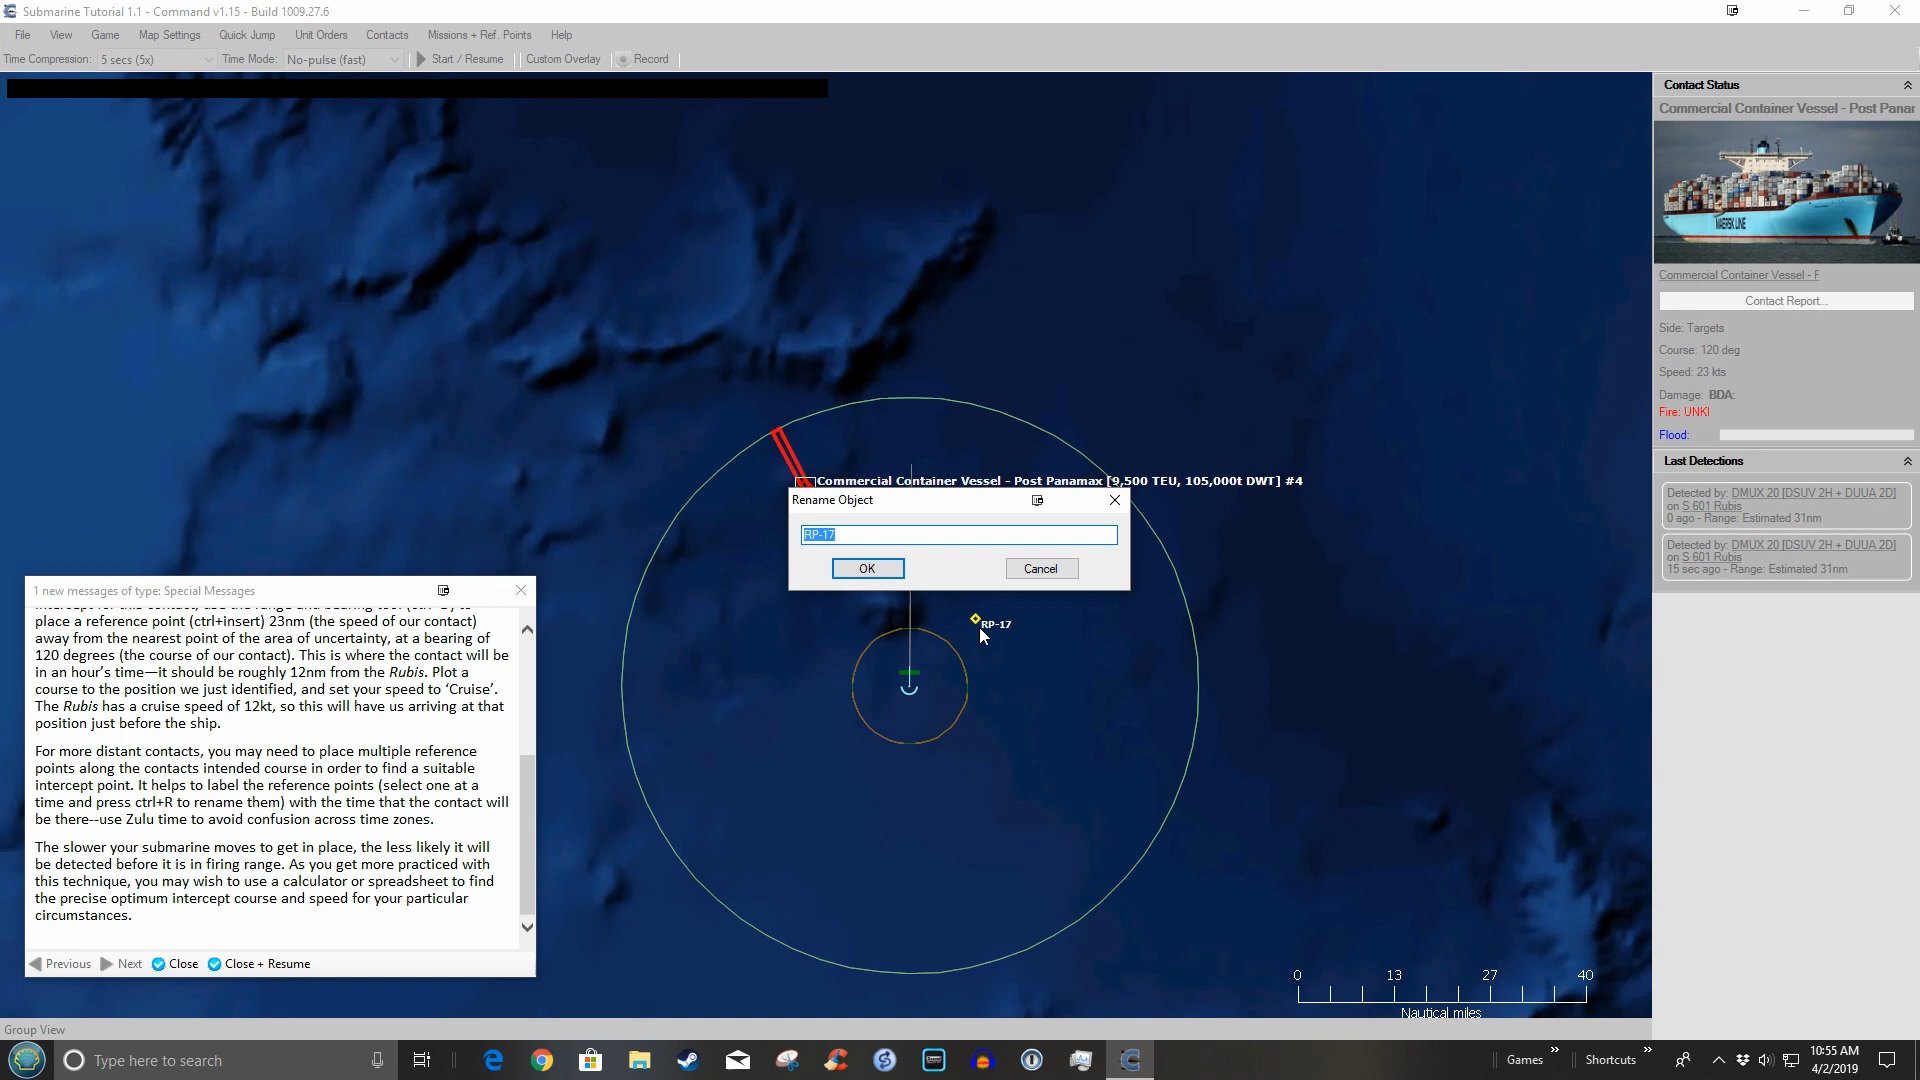 Submarine Tutorial 1.1 - Command v1.15 - Build 1009.27.6
File View Game Map Settings Quick Jump Unit Orders Contacts Missions + Ref. Points Help
Time Compression: 5 secs (5x) Time Mode: No-pulse (fast) Start / Resume Custom Overlay Record
Contact Status
Commercial Container Vessel - Post Panar
MAERSK LINE
Commercial Container Vessel - F
Contact Report...
Side: Targets
Course: 120 deg
Speed: 23 kts
Damage: BDA:
Fire: UNKI
Flood:
Last Detections
Detected by: DMUX 20 [DSUV 2H + DUUA 2D]
on S 601 Rubis
0 ago - Range: Estimated 31nm
Detected by: DMUX 20 [DSUV 2H + DUUA 2D]
on S 601 Rubis
15 sec ago - Range: Estimated 31nm
Commercial Container Vessel - Post Panamax [9,500 TEU, 105,000t DWT] #4
Rename Object
RP-17
OK Cancel
RP-17
1 new messages of type: Special Messages
place a reference point (ctrl+insert) 23nm (the speed of our contact)
away from the nearest point of the area of uncertainty, at a bearing of
120 degrees (the course of our contact). This is where the contact will be
in an hour's time—it should be roughly 12nm from the Rubis. Plot a
course to the position we just identified, and set your speed to 'Cruise'.
The Rubis has a cruise speed of 12kt, so this will have us arriving at that
position just before the ship.
For more distant contacts, you may need to place multiple reference
points along the contacts intended course in order to find a suitable
intercept point. It helps to label the reference points (select one at a
time and press ctrl+R to rename them) with the time that the contact will
be there--use Zulu time to avoid confusion across time zones.
The slower your submarine moves to get in place, the less likely it will
be detected before it is in firing range. As you get more practiced with
this technique, you may wish to use a calculator or spreadsheet to find
the precise optimum intercept course and speed for your particular
circumstances.
Previous Next Close Close + Resume
0 13 27 40
Nautical miles
Group View
Type here to search
Games » Shortcuts »
10:55 AM
4/2/2019